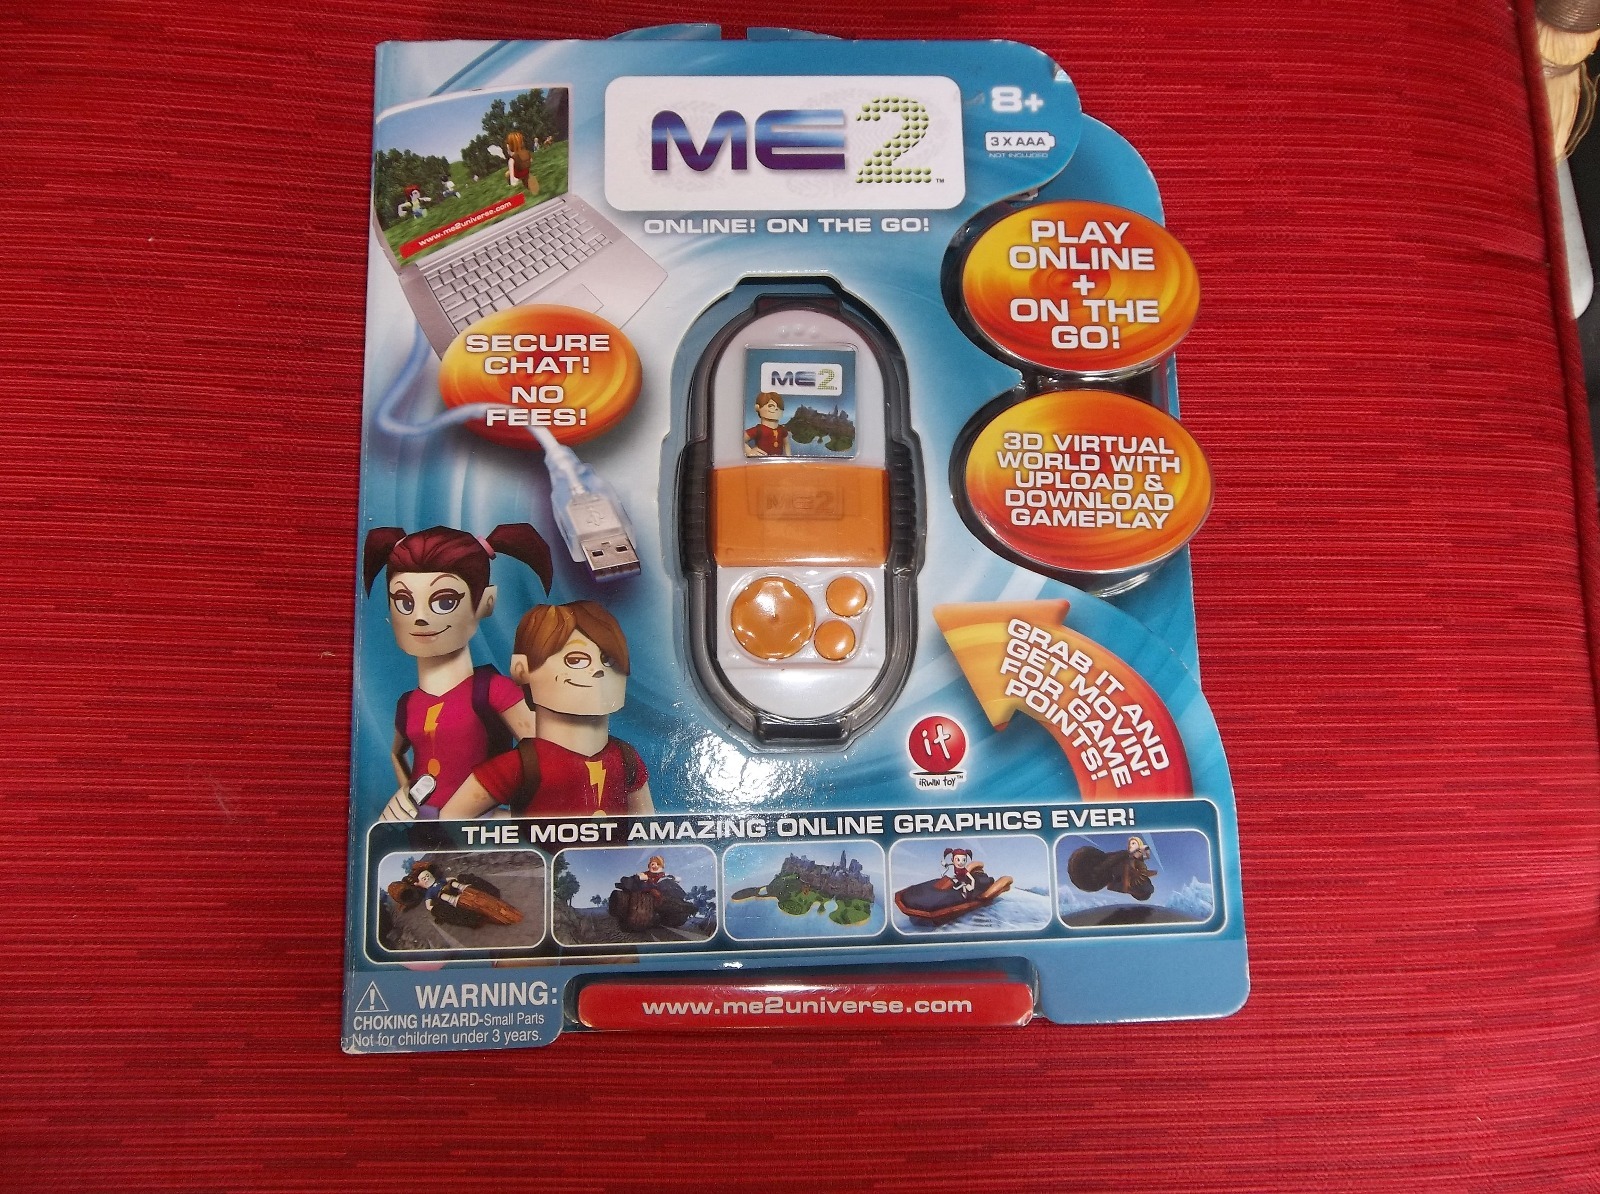 ME2™
8+
3 X AAA
NOT INCLUDED
ONLINE! ON THE GO!
www.me2universe.com
PLAY
ONLINE
+
ON THE
GO!
SECURE
CHAT!
NO
FEES!
ME2
ME2
3D VIRTUAL
WORLD WITH
UPLOAD &
DOWNLOAD
GAMEPLAY
GRAB IT AND
GET MOVIN'
FOR GAME
POINTS!
it
iRWiN toy™
THE MOST AMAZING ONLINE GRAPHICS EVER!
WARNING:
CHOKING HAZARD-Small Parts
Not for children under 3 years.
www.me2universe.com